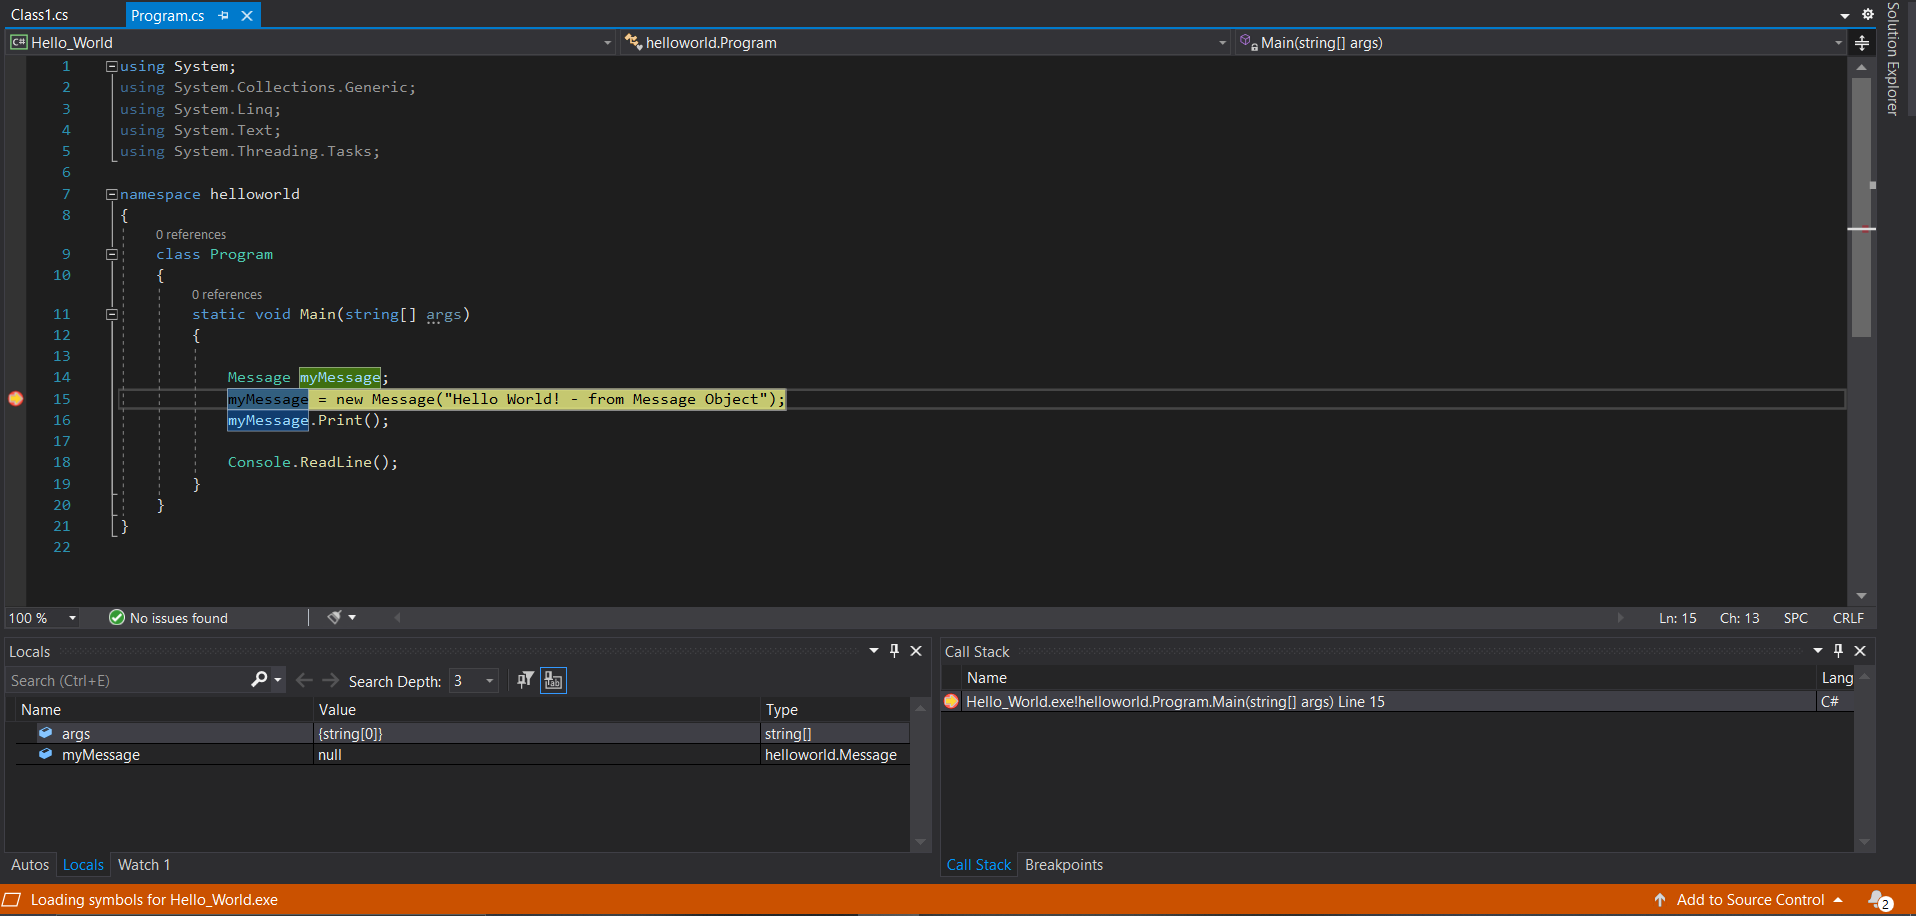 Class1.cs
Program.cs
C# Hello_World
helloworld.Program
Main(string[] args)
Solution Explorer
1 using System;
2 using System.Collections.Generic;
3 using System.Linq;
4 using System.Text;
5 using System.Threading.Tasks;
6
7 namespace helloworld
8 {
0 references
9 class Program
10 {
0 references
11 static void Main(string[] args)
12 {
13
14 Message myMessage;
15 myMessage = new Message("Hello World! - from Message Object");
16 myMessage.Print();
17
18 Console.ReadLine();
19 }
20 }
21 }
22
100 % No issues found Ln: 15 Ch: 13 SPC CRLF
Locals
Search (Ctrl+E) Search Depth: 3
Name Value Type
args {string[0]} string[]
myMessage null helloworld.Message
Autos Locals Watch 1
Call Stack
Name Lang
Hello_World.exe!helloworld.Program.Main(string[] args) Line 15 C#
Call Stack Breakpoints
Loading symbols for Hello_World.exe Add to Source Control 2